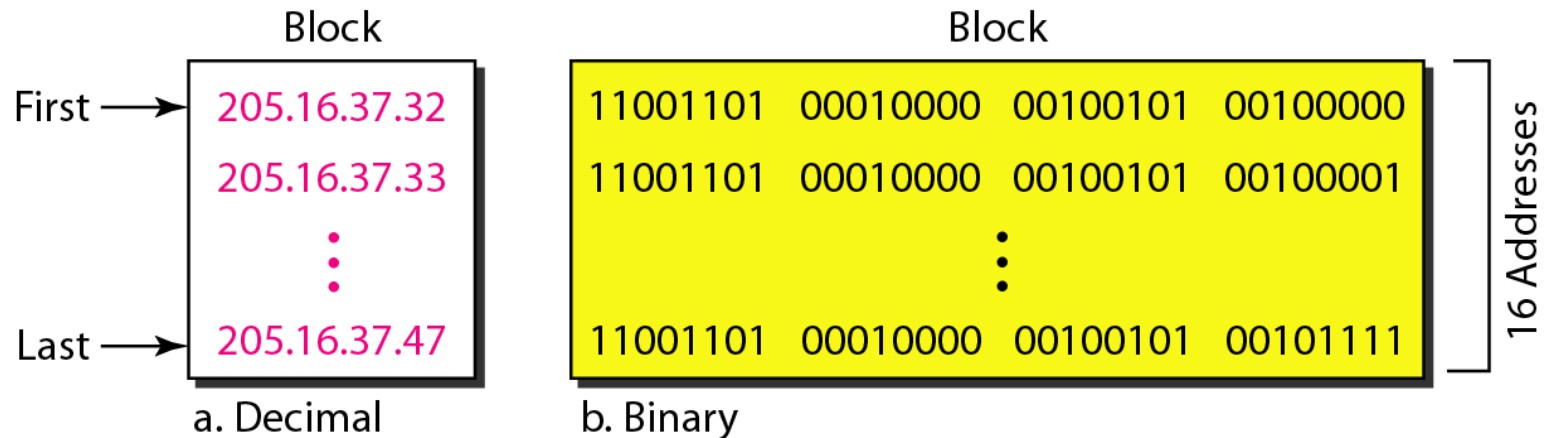 Block Block
First 205.16.37.32 11001101 00010000 00100101 00100000
205.16.37.33 11001101 00010000 00100101 00100001
Last 205.16.37.47 11001101 00010000 00100101 00101111
16 Addresses
a. Decimal b. Binary